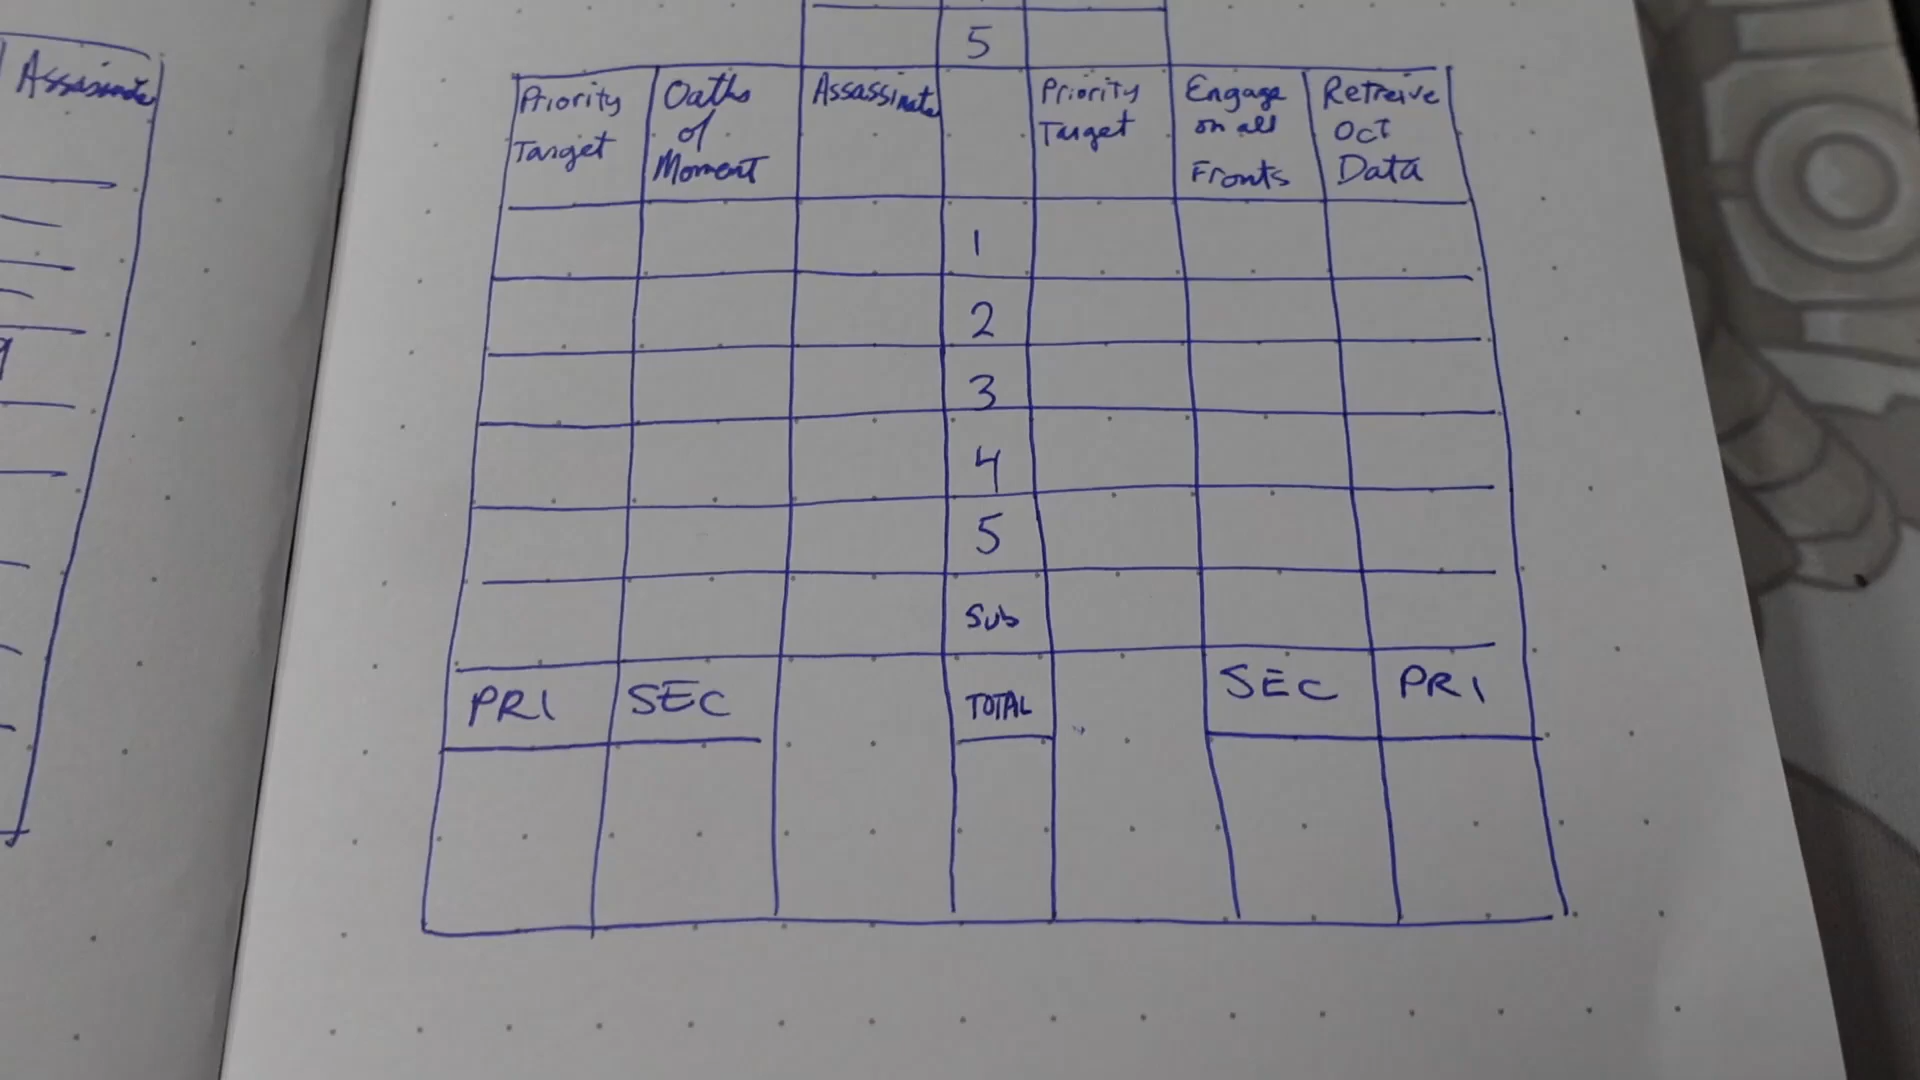 Assasinate
5
Priority Target
Oaths of Moment
Assassinate
Priority Target
Engage on all Fronts
Retreive Oct Data
1
2
3
4
5
Sub
PRI SEC TOTAL SEC PRI